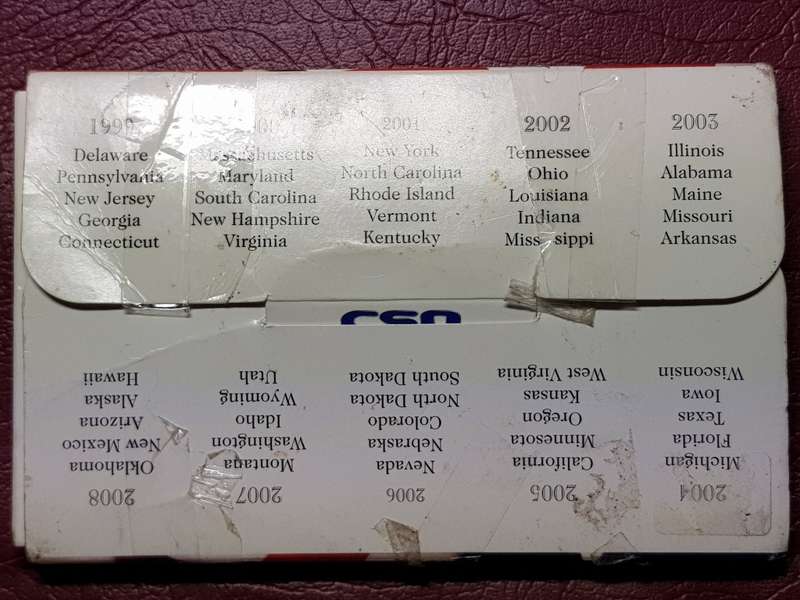 1999
Delaware
Pennsylvania
New Jersey
Georgia
Connecticut
Massachusetts
Maryland
South Carolina
New Hampshire
Virginia
2001
New York
North Carolina
Rhode Island
Vermont
Kentucky
2002
Tennessee
Ohio
Louisiana
Indiana
Mississippi
2003
Illinois
Alabama
Maine
Missouri
Arkansas
2004
Michigan
Florida
Texas
Iowa
Wisconsin
2005
California
Minnesota
Oregon
Kansas
West Virginia
2006
Nevada
Nebraska
Colorado
North Dakota
South Dakota
2007
Montana
Washington
Idaho
Wyoming
Utah
2008
Oklahoma
New Mexico
Arizona
Alaska
Hawaii